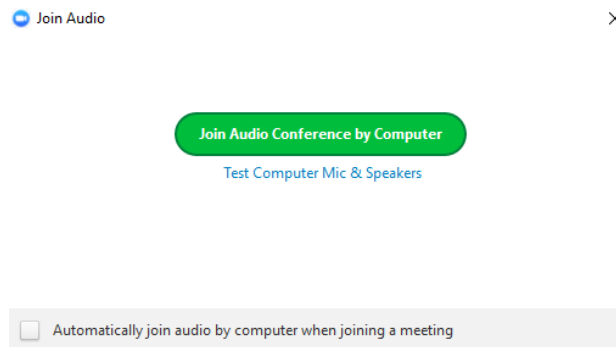 Join Audio
Join Audio Conference by Computer
Test Computer Mic & Speakers
Automatically join audio by computer when joining a meeting